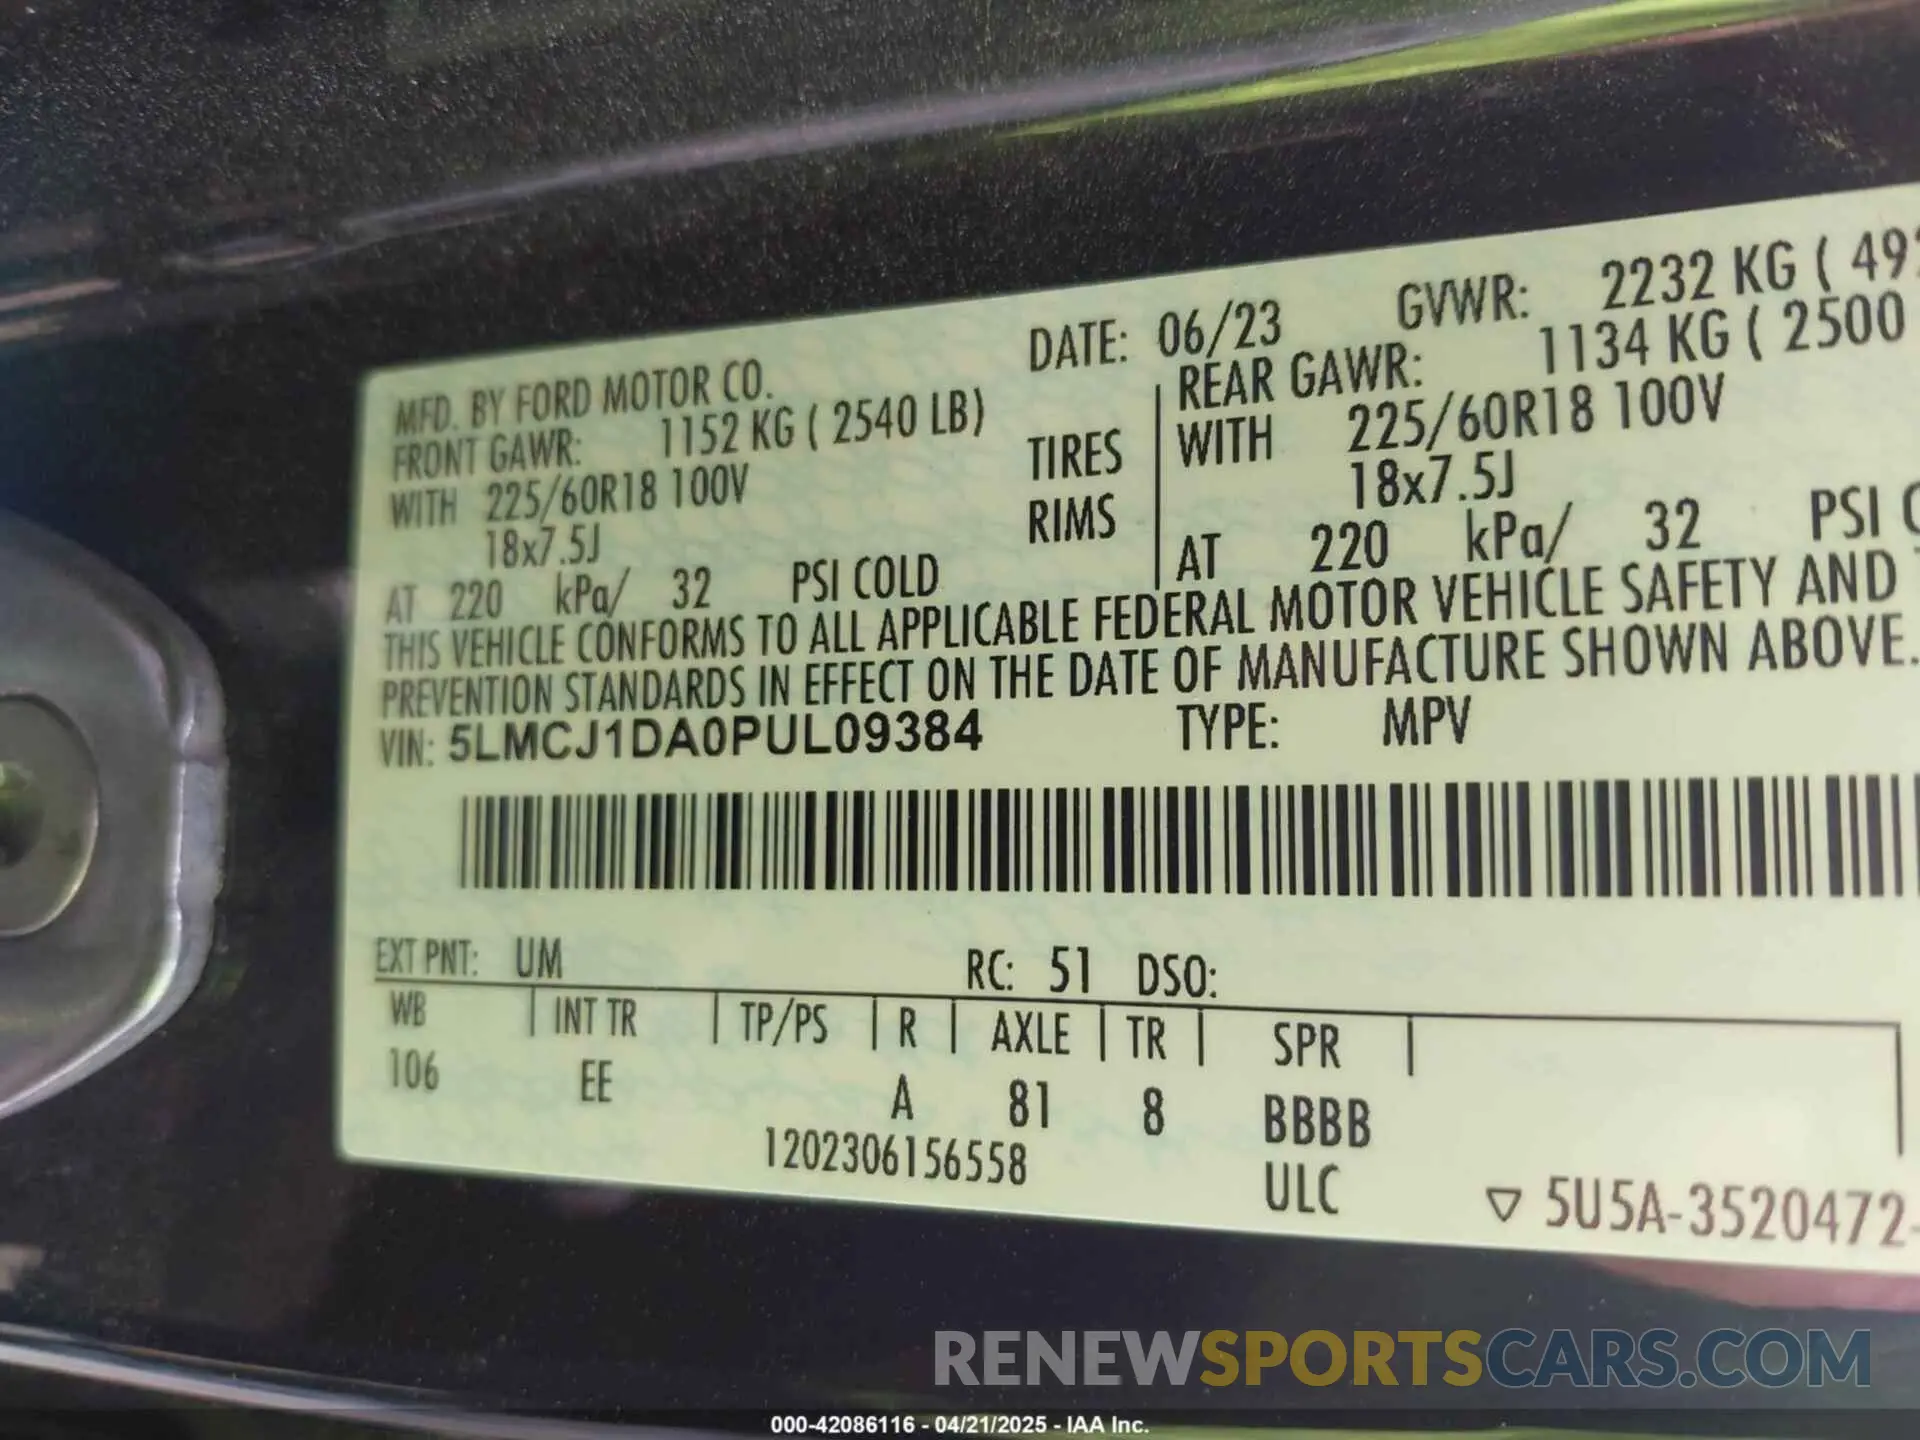 MFD. BY FORD MOTOR CO. DATE: 06/23 GVWR: 2232 KG (
FRONT GAWR: 1152 KG ( 2540 LB) REAR GAWR: 1134 KG ( 2500
WITH 225/60R18 100V TIRES WITH 225/60R18 100V
18x7.5J RIMS 18x7.5J
AT 220 kPa/ 32 PSI COLD AT 220 kPa/ 32 PSI
THIS VEHICLE CONFORMS TO ALL APPLICABLE FEDERAL MOTOR VEHICLE SAFETY AND
PREVENTION STANDARDS IN EFFECT ON THE DATE OF MANUFACTURE SHOWN ABOVE.
VIN: 5LMCJ1DA0PUL09384 TYPE: MPV
EXT PNT: UM RC: 51 DSO:
WB | INT TR | TP/PS | R | AXLE | TR | SPR |
106 EE A 81 8 BBBB
1202306156558 ULC ▽ 5U5A-3520472-
RENEWSPORTSCARS.COM
000-42086116 - 04/21/2025 - IAA Inc.